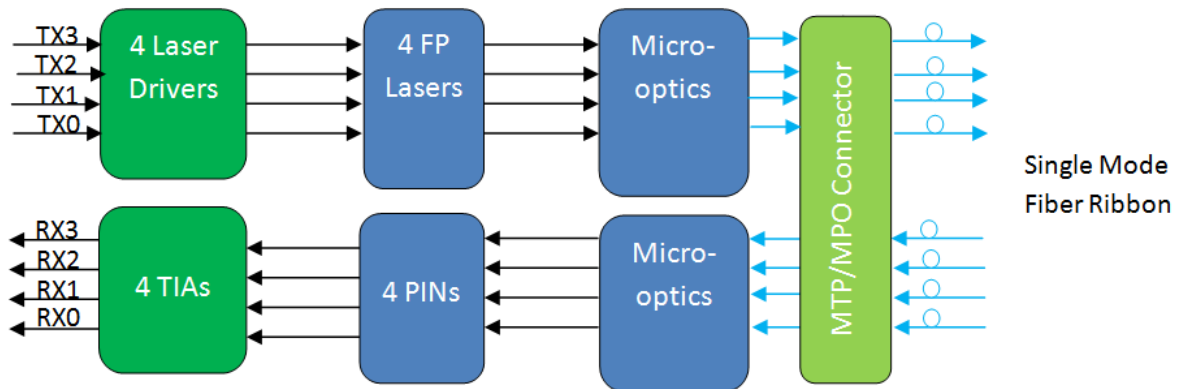 TX3
TX2
TX1
TX0
4 Laser
Drivers
4 FP
Lasers
Micro-
optics
MTP/MPO Connector
Single Mode
Fiber Ribbon
RX3
RX2
RX1
RX0
4 TIAs
4 PINs
Micro-
optics